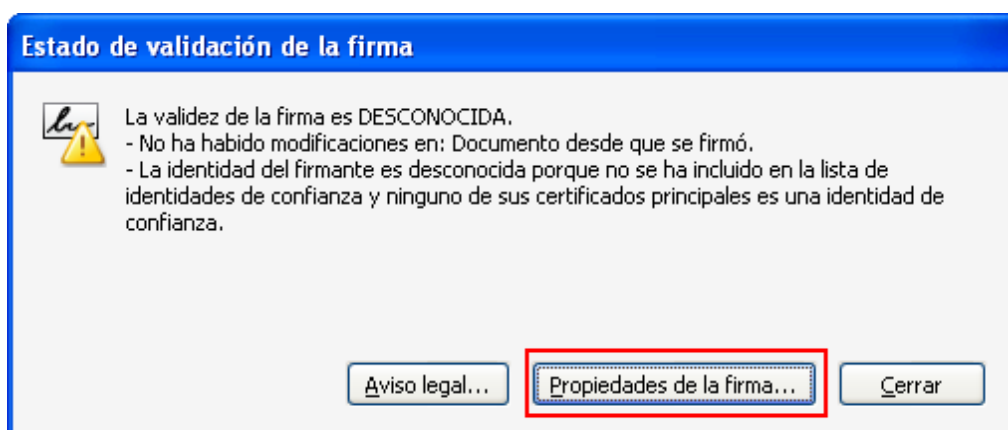 Estado de validación de la firma
La validez de la firma es DESCONOCIDA.
- No ha habido modificaciones en: Documento desde que se firmó.
- La identidad del firmante es desconocida porque no se ha incluido en la lista de
identidades de confianza y ninguno de sus certificados principales es una identidad de
confianza.
Aviso legal... Propiedades de la firma... Cerrar